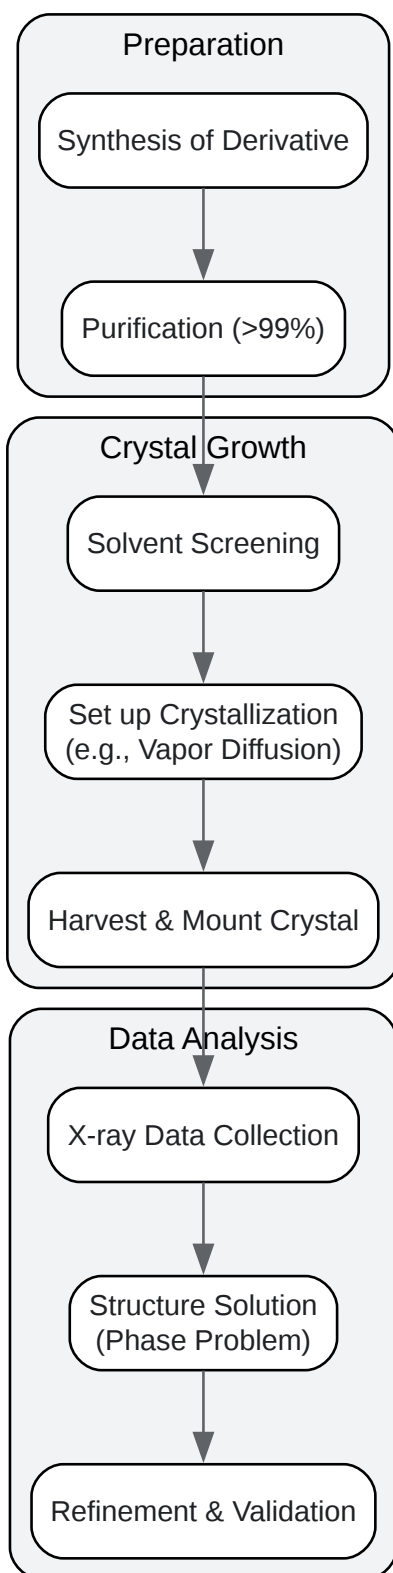 Preparation
Synthesis of Derivative
Purification (>99%)
Crystal Growth
Solvent Screening
Set up Crystallization
(e.g., Vapor Diffusion)
Harvest & Mount Crystal
Data Analysis
X-ray Data Collection
Structure Solution
(Phase Problem)
Refinement & Validation